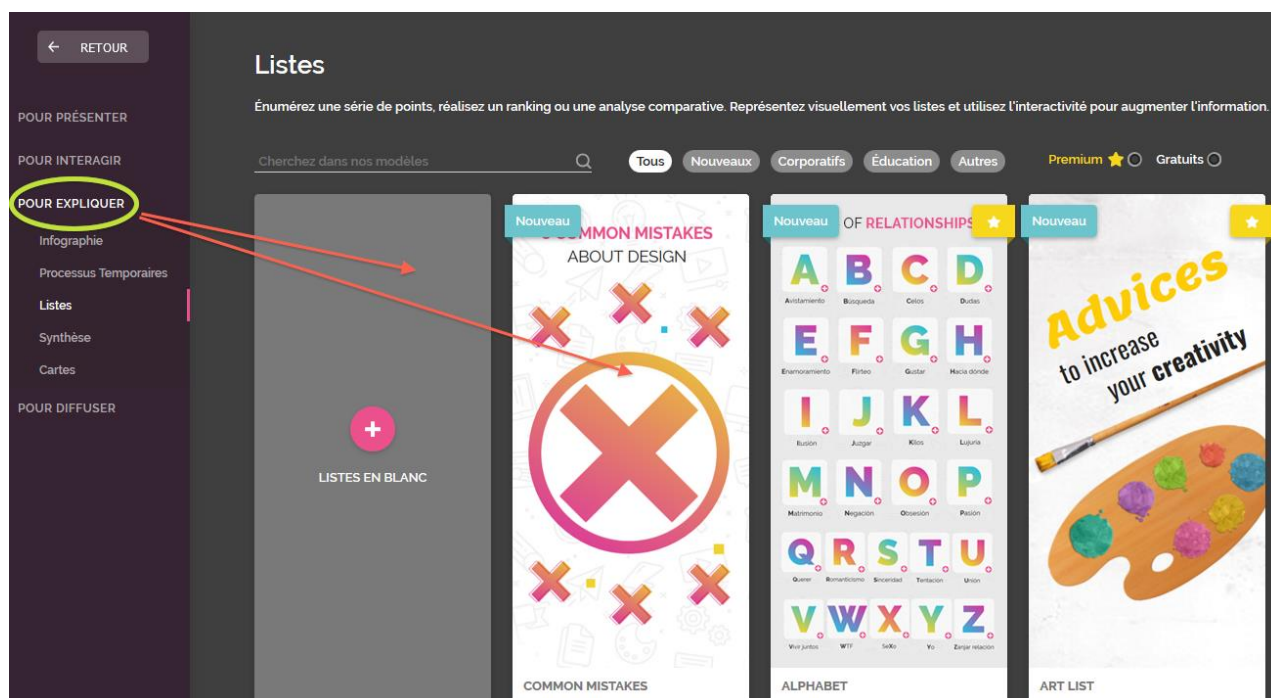 ← RETOUR
POUR PRÉSENTER
POUR INTERAGIR
POUR EXPLIQUER
Infographie
Processus Temporaires
Listes
Synthèse
Cartes
POUR DIFFUSER
Listes
Énumérez une série de points, réalisez un ranking ou une analyse comparative. Représentez visuellement vos listes et utilisez l'interactivité pour augmenter l'information.
Cherchez dans nos modèles
Tous Nouveaux Corporatifs Éducation Autres Premium Gratuits
+
LISTES EN BLANC
Nouveau
MISTAKES
ABOUT DESIGN
COMMON MISTAKES
Nouveau
OF RELATIONSHIPS
A B C D
Avistamiento Búsqueda Celos Dudas
E F G H
Enamoramiento Flirteo Gustar Hacia dónde
I J K L
Ilusión Juzgar Kilos Lujuria
M N O P
Matrimonio Negación Obsesión Pasión
Q R S T U
Querer Romanticismo Sinceridad Tentación Unión
V W X Y Z
Vivir juntos WTF SeXo Yo Zanjar relación
ALPHABET
Nouveau
Advices
to increase
your creativity
ART LIST